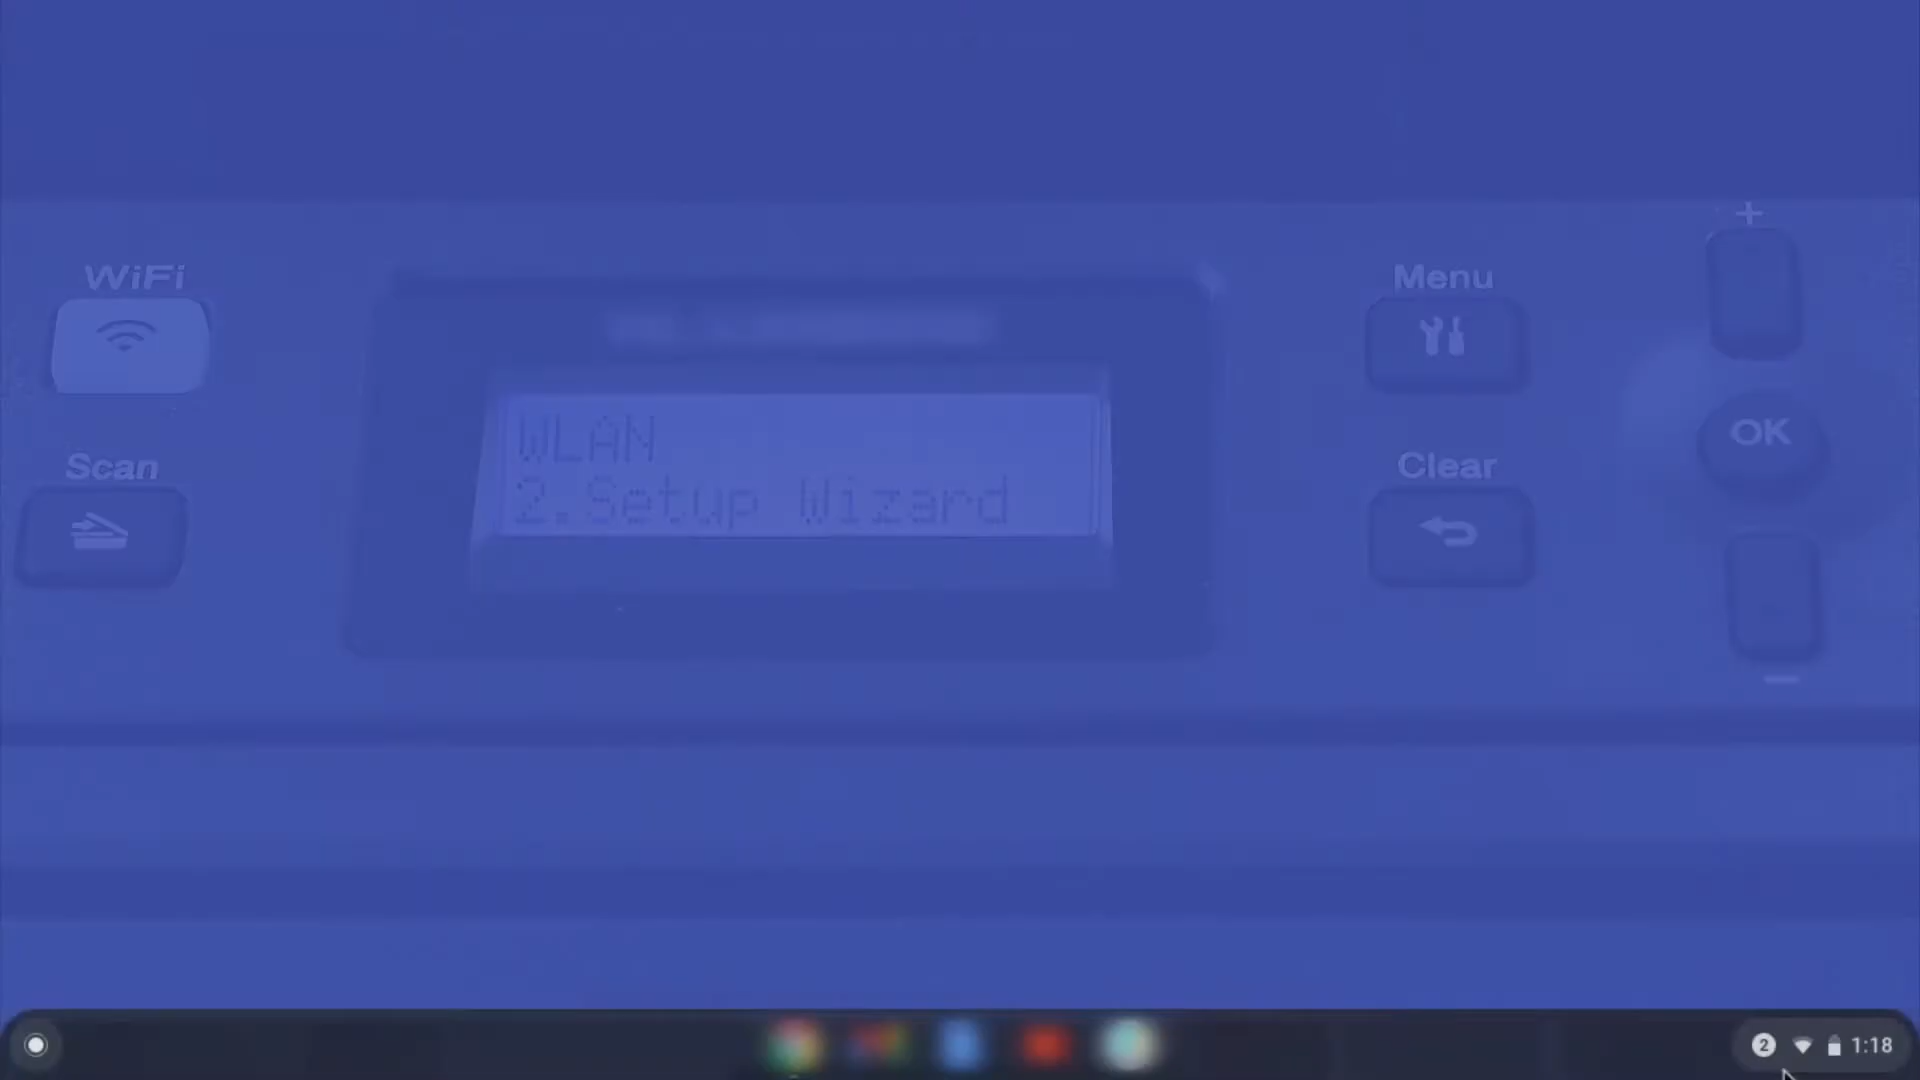 +
WiFi
Menu
WLAN
OK
Scan
Clear
2.Setup Wizard
2 1:18